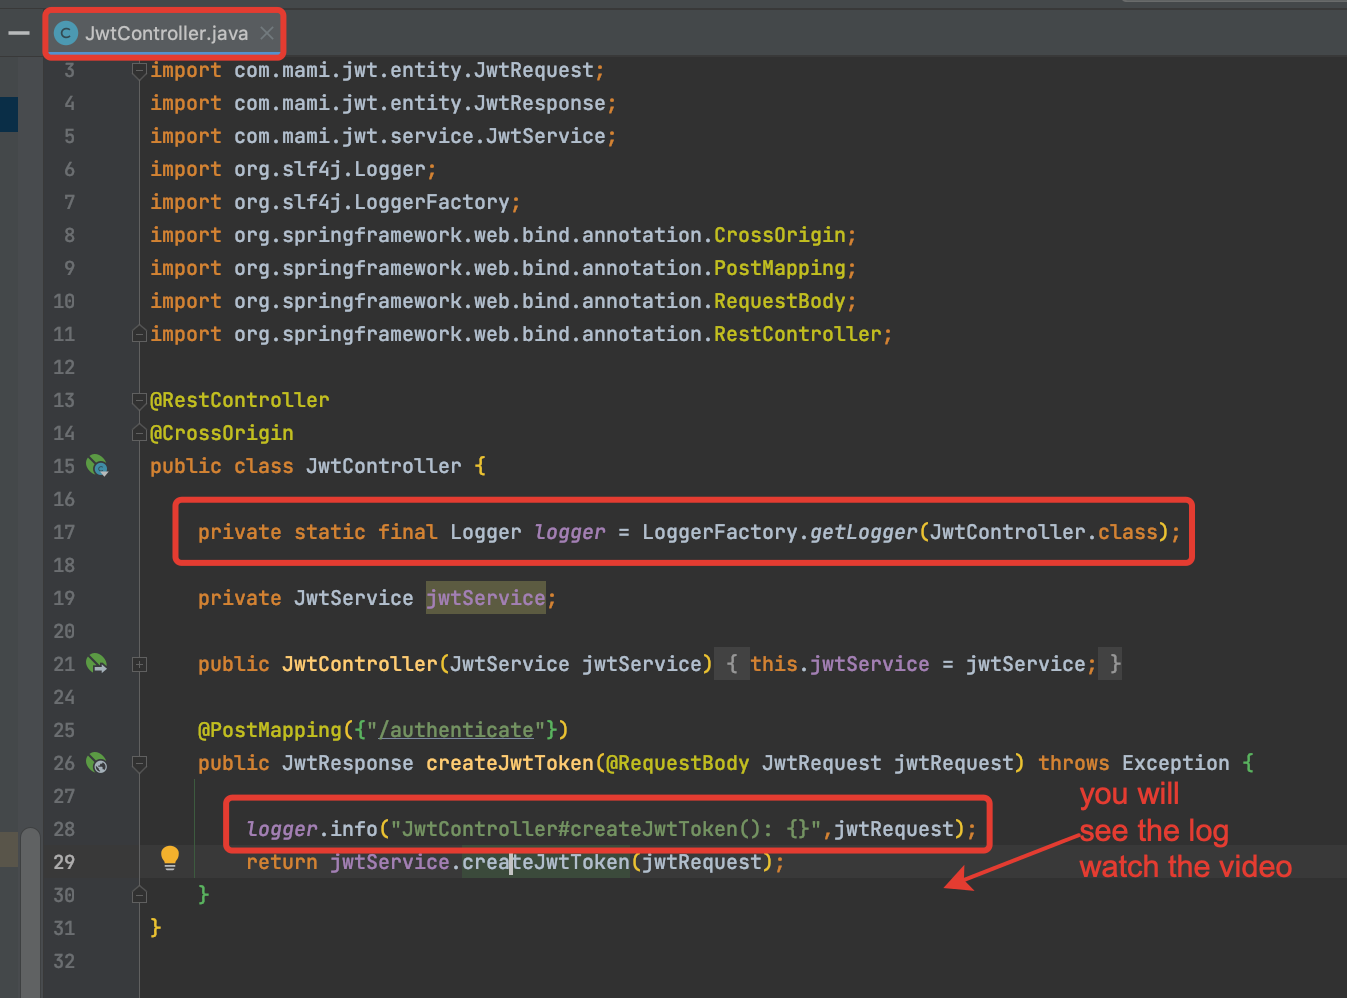 JwtController.java
3 import com.mami.jwt.entity.JwtRequest;
4 import com.mami.jwt.entity.JwtResponse;
5 import com.mami.jwt.service.JwtService;
6 import org.slf4j.Logger;
7 import org.slf4j.LoggerFactory;
8 import org.springframework.web.bind.annotation.CrossOrigin;
9 import org.springframework.web.bind.annotation.PostMapping;
10 import org.springframework.web.bind.annotation.RequestBody;
11 import org.springframework.web.bind.annotation.RestController;
12
13 @RestController
14 @CrossOrigin
15 public class JwtController {
16
17 private static final Logger logger = LoggerFactory.getLogger(JwtController.class);
18
19 private JwtService jwtService;
20
21 public JwtController(JwtService jwtService) { this.jwtService = jwtService; }
24
25 @PostMapping({"/authenticate"})
26 public JwtResponse createJwtToken(@RequestBody JwtRequest jwtRequest) throws Exception {
27
28 logger.info("JwtController#createJwtToken(): {}",jwtRequest);
29 return jwtService.createJwtToken(jwtRequest);
30 }
31 }
32
you will
see the log
watch the video